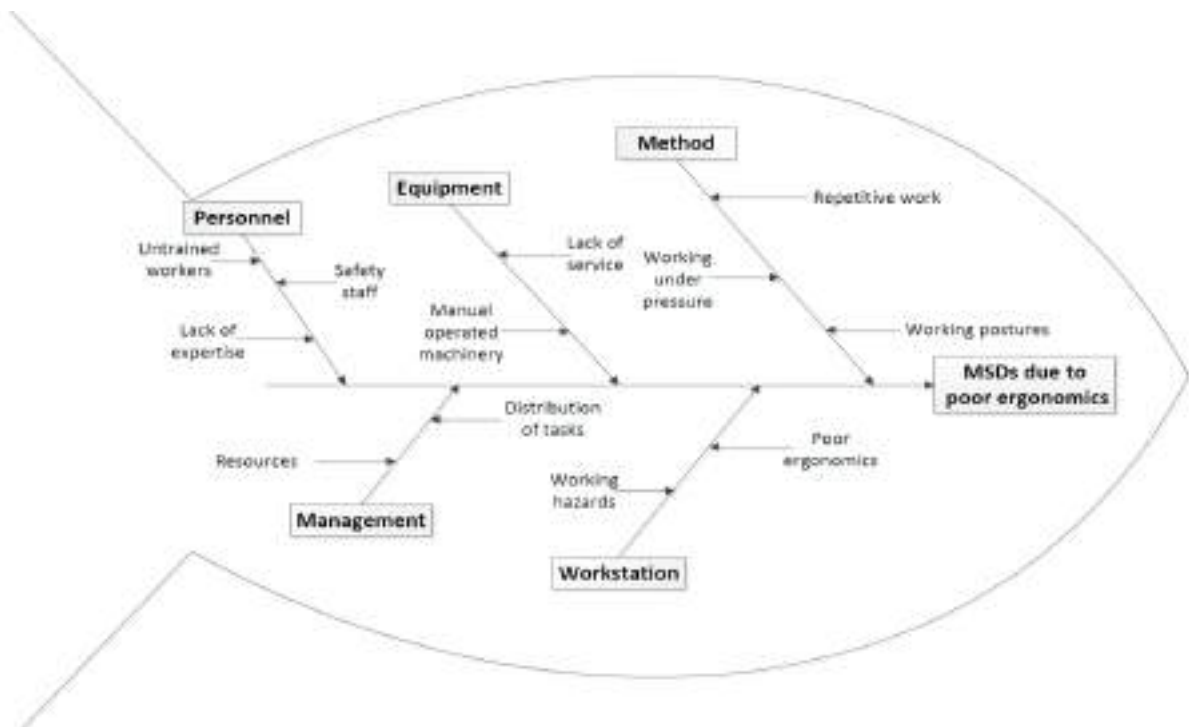 Method
Equipment
Repetitive work
Personnel
Lack of
service
Untrained
workers
Working
under
pressure
Safety
staff
Manual
operated
machinery
Lack of
expertise
Working postures
MSDs due to
poor ergonomics
Distribution
of tasks
Resources
Poor
ergonomics
Working
hazards
Management
Workstation